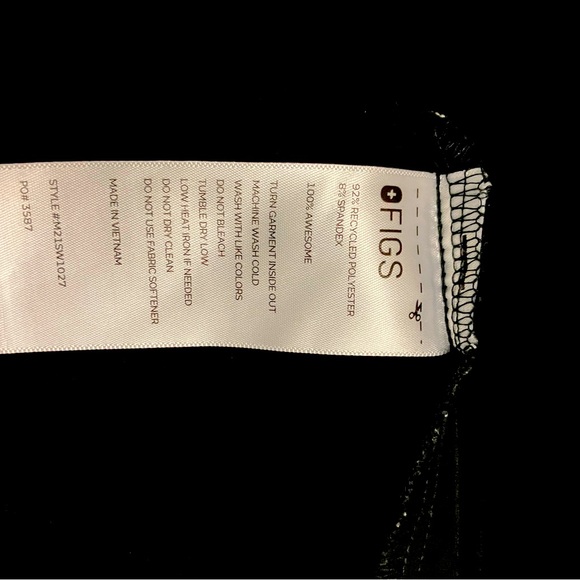 FIGS
92% RECYCLED POLYESTER
8% SPANDEX
100% AWESOME
TURN GARMENT INSIDE OUT
MACHINE WASH COLD
WASH WITH LIKE COLORS
DO NOT BLEACH
TUMBLE DRY LOW
LOW HEAT IRON IF NEEDED
DO NOT DRY CLEAN
DO NOT USE FABRIC SOFTENER
MADE IN VIETNAM
STYLE #:M21SW1027
PO# 3587